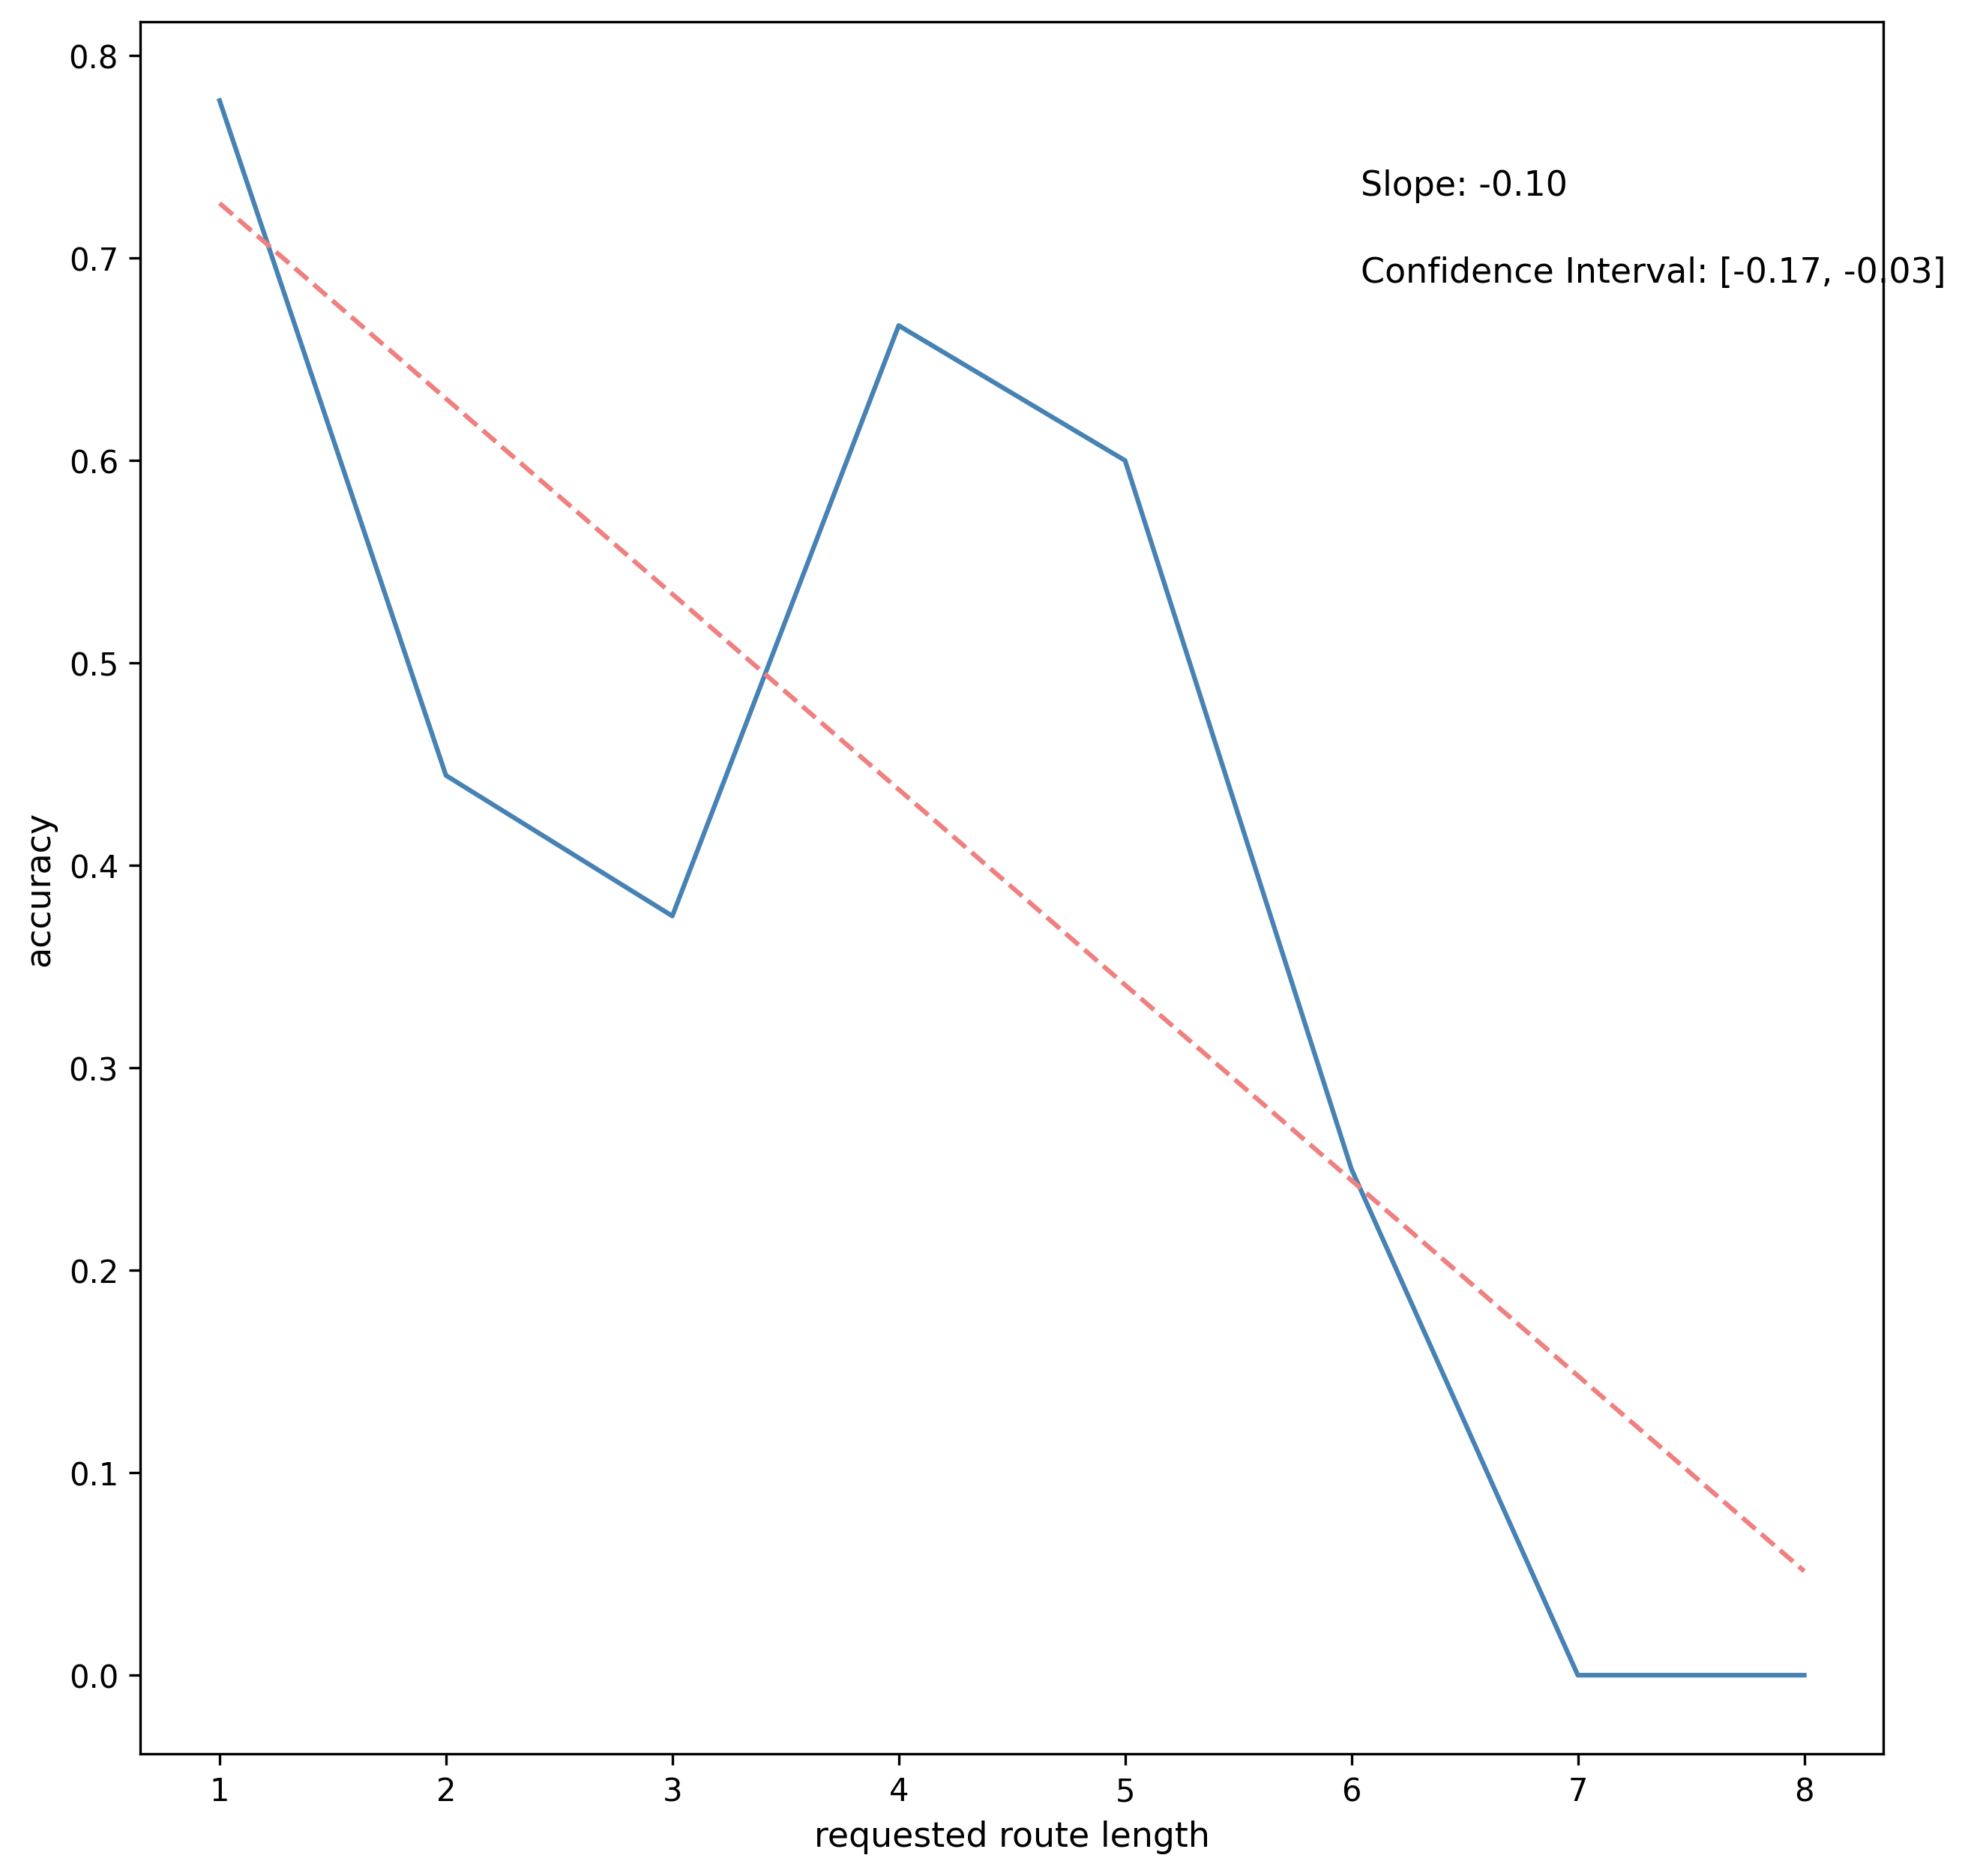 0.8
0.7
0.6
0.5
0.4
0.3
0.2
0.1
0.0
accuracy
Slope: -0.10
Confidence Interval: [-0.17, -0.03]
1 2 3 4 5 6 7 8
requested route length